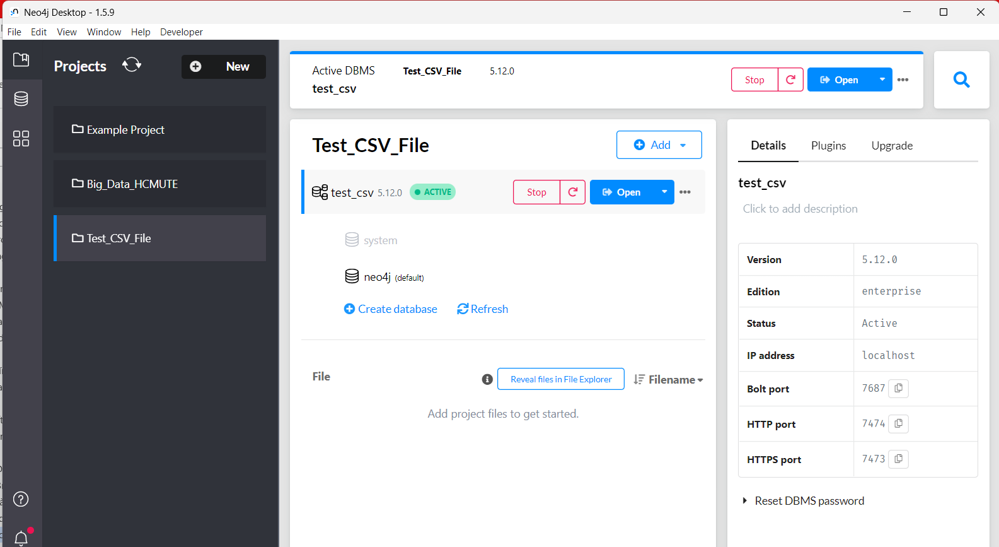 Neo4j Desktop - 1.5.9
File Edit View Window Help Developer
Projects
New
Example Project
Big_Data_HCMUTE
Test_CSV_File
Active DBMS Test_CSV_File 5.12.0
test_csv
Stop
Open
Test_CSV_File
Add
test_csv 5.12.0 ACTIVE
Stop
Open
system
neo4j (default)
Create database Refresh
File
Reveal files in File Explorer
Filename
Add project files to get started.
Details Plugins Upgrade
test_csv
Click to add description
Version 5.12.0
Edition enterprise
Status Active
IP address localhost
Bolt port 7687
HTTP port 7474
HTTPS port 7473
Reset DBMS password